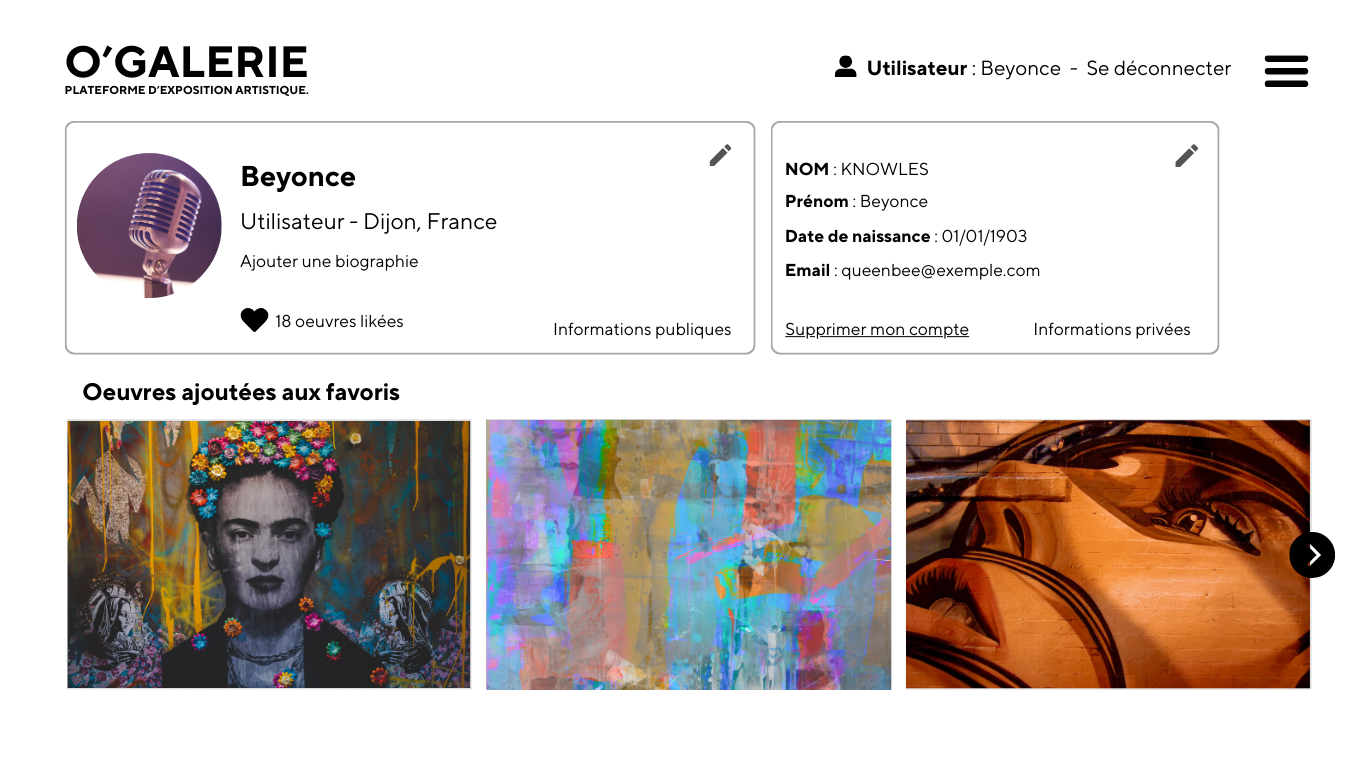 O’GALERIE
PLATEFORME D’EXPOSITION ARTISTIQUE.
Utilisateur : Beyonce - Se déconnecter
Beyonce
Utilisateur - Dijon, France
Ajouter une biographie
18 oeuvres likées
Informations publiques
NOM : KNOWLES
Prénom : Beyonce
Date de naissance : 01/01/1903
Email : queenbee@exemple.com
Supprimer mon compte
Informations privées
Oeuvres ajoutées aux favoris